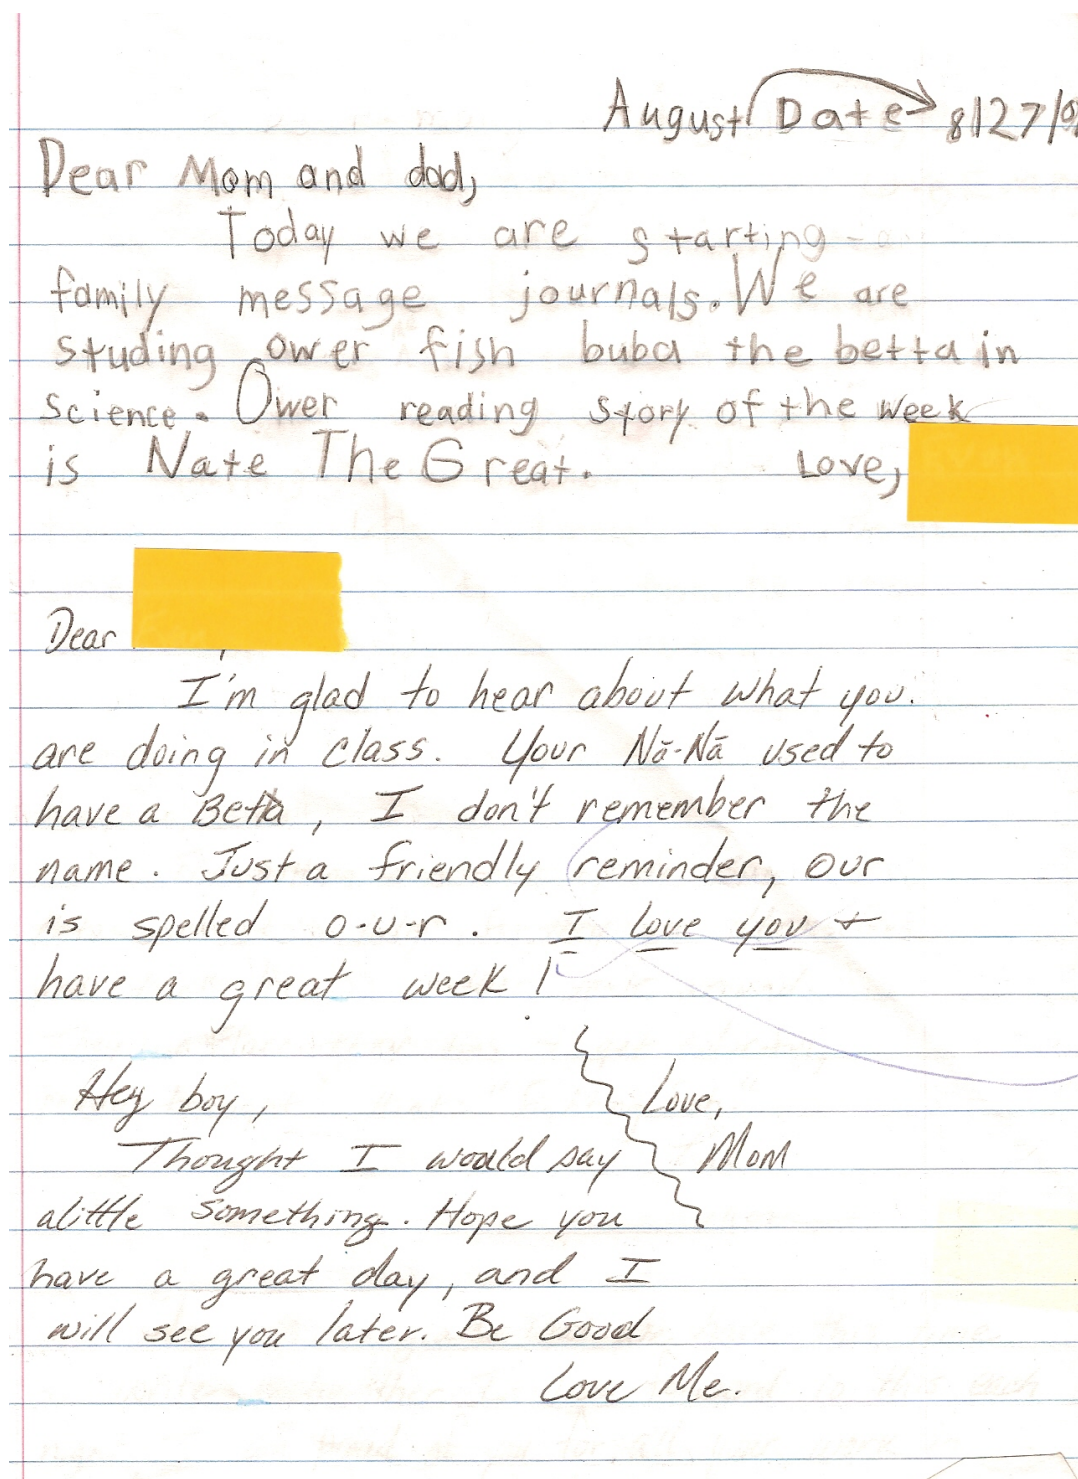 August Date → 8/27/0
Dear Mom and dad,
Today we are starting
family message journals. We are
studing ower fish buba the betta in
science. Ower reading story of the week
is Nate The Great. Love,
Dear
I'm glad to hear about what you
are doing in class. Your Nā-Nā used to
have a Beta, I don't remember the
name. Just a friendly reminder, our
is spelled o-u-r. I love you +
have a great week!
Love,
Mom
Hey boy,
Thought I would say
alittle something. Hope you
have a great day, and I
will see you later. Be Good
Love Me.